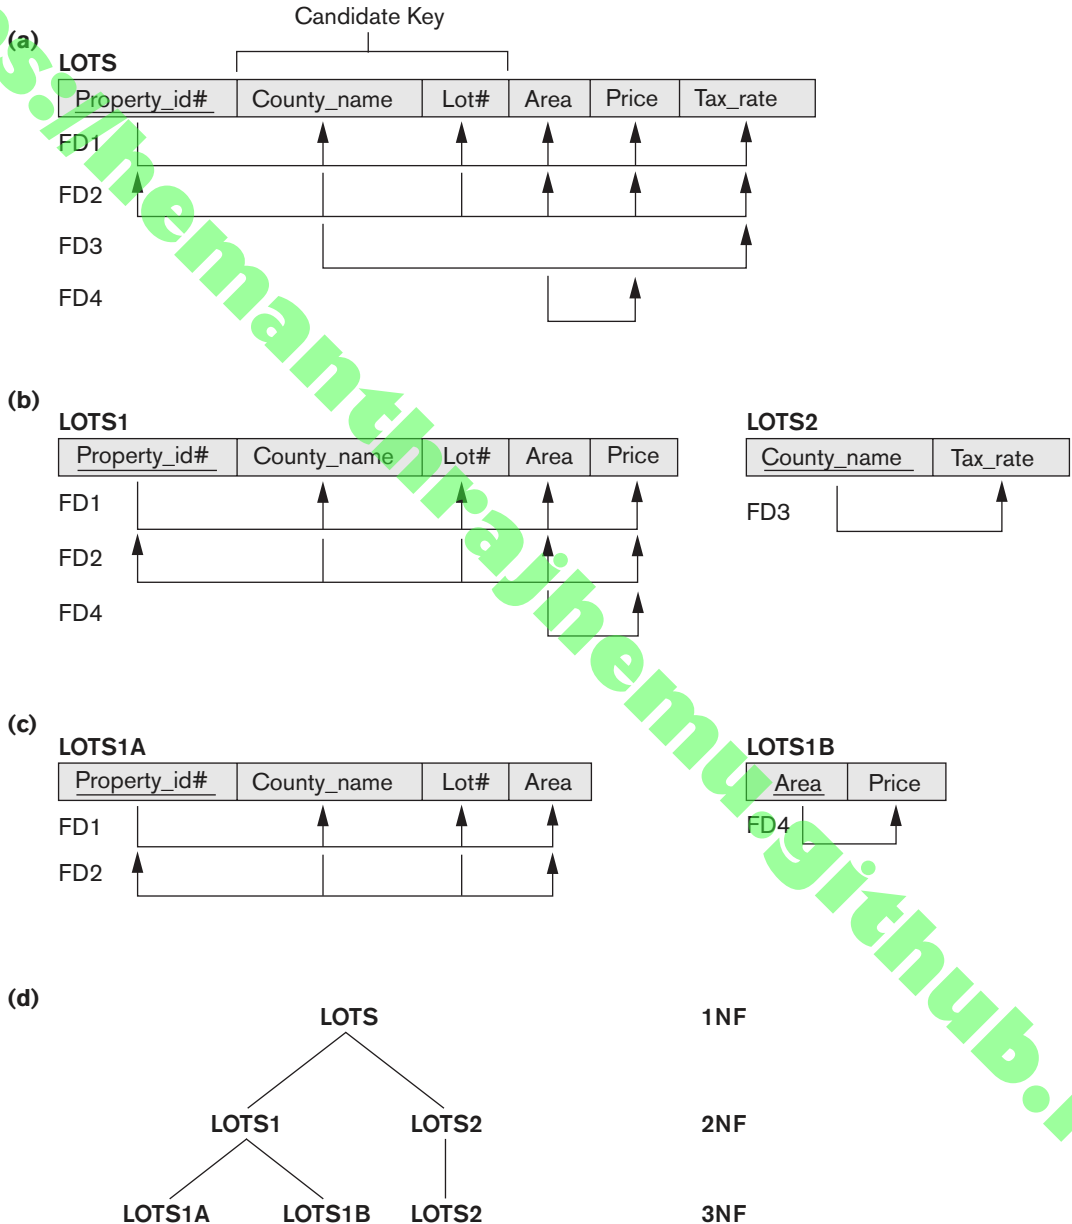 Candidate Key
(a)
LOTS
Property_id# County_name Lot# Area Price Tax_rate
FD1
FD2
FD3
FD4
(b)
LOTS1 LOTS2
Property_id# County_name Lot# Area Price County_name Tax_rate
FD1
FD3
FD2
FD4
(c)
LOTS1A LOTS1B
Property_id# County_name Lot# Area Area Price
FD1 FD4
FD2
(d)
LOTS 1NF
LOTS1 LOTS2 2NF
LOTS1A LOTS1B LOTS2 3NF
s://hemanthrajhemu.github.